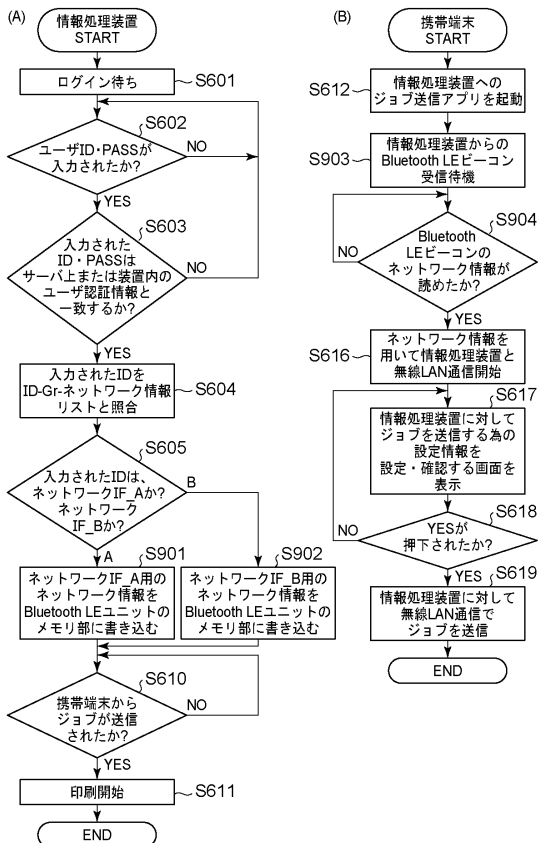 (A)
情報処理装置
START
ログイン待ち
S601
S602
ユーザID・PASSが
入力されたか?
NO
YES
S603
入力された
ID・PASSは
サーバ上または装置内の
ユーザ認証情報と
一致するか?
NO
YES
入力されたIDを
ID-Gr-ネットワーク情報
リストと照合
S604
S605
入力されたIDは、
ネットワークIF_Aか?
ネットワーク
IF_Bか?
B
A
S901
ネットワークIF_A用の
ネットワーク情報を
Bluetooth LEユニットの
メモリ部に書き込む
S902
ネットワークIF_B用の
ネットワーク情報を
Bluetooth LEユニットの
メモリ部に書き込む
S610
携帯端末から
ジョブが送信
されたか?
NO
YES
印刷開始
S611
END
(B)
携帯端末
START
S612
情報処理装置への
ジョブ送信アプリを起動
S903
情報処理装置からの
Bluetooth LEビーコン
受信待機
S904
Bluetooth
LEビーコンの
ネットワーク情報が
読めたか?
NO
YES
S616
ネットワーク情報を
用いて情報処理装置と
無線LAN通信開始
S617
情報処理装置に対して
ジョブを送信する為の
設定情報を
設定・確認する画面を
表示
S618
YESが
押下されたか?
NO
YES
S619
情報処理装置に対して
無線LAN通信で
ジョブを送信
END